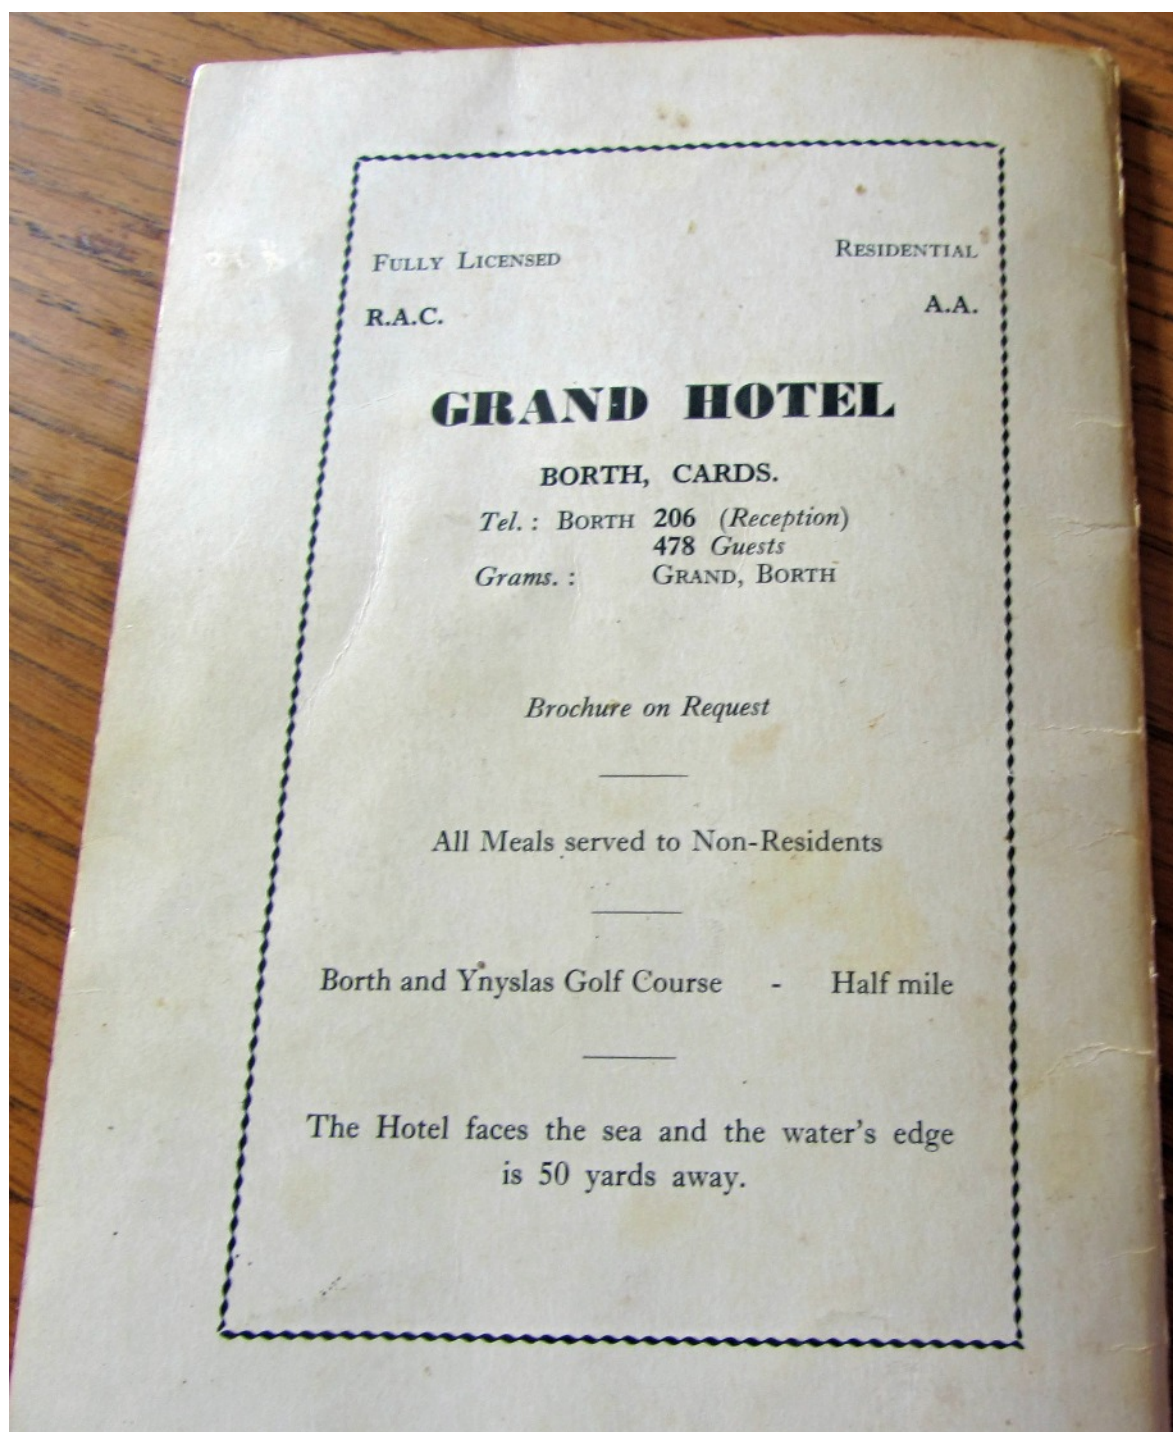 FULLY LICENSED RESIDENTIAL
R.A.C. A.A.
GRAND HOTEL
BORTH, CARDS.
Tel. : BORTH 206 (Reception)
478 Guests
Grams. : GRAND, BORTH
Brochure on Request
All Meals served to Non-Residents
Borth and Ynyslas Golf Course - Half mile
The Hotel faces the sea and the water's edge
is 50 yards away.